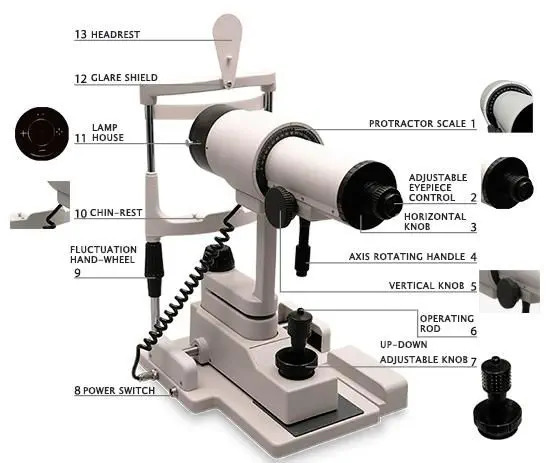 13 HEADREST
12 GLARE SHIELD
PROTRACTOR SCALE 1
LAMP
11 HOUSE
ADJUSTABLE
EYEPIECE
CONTROL 2
10 CHIN-REST
HORIZONTAL
KNOB 3
FLUCTUATION
HAND-WHEEL
9
AXIS ROTATING HANDLE 4
VERTICAL KNOB 5
OPERATING
ROD
6
UP-DOWN
ADJUSTABLE KNOB 7
8 POWER SWITCH